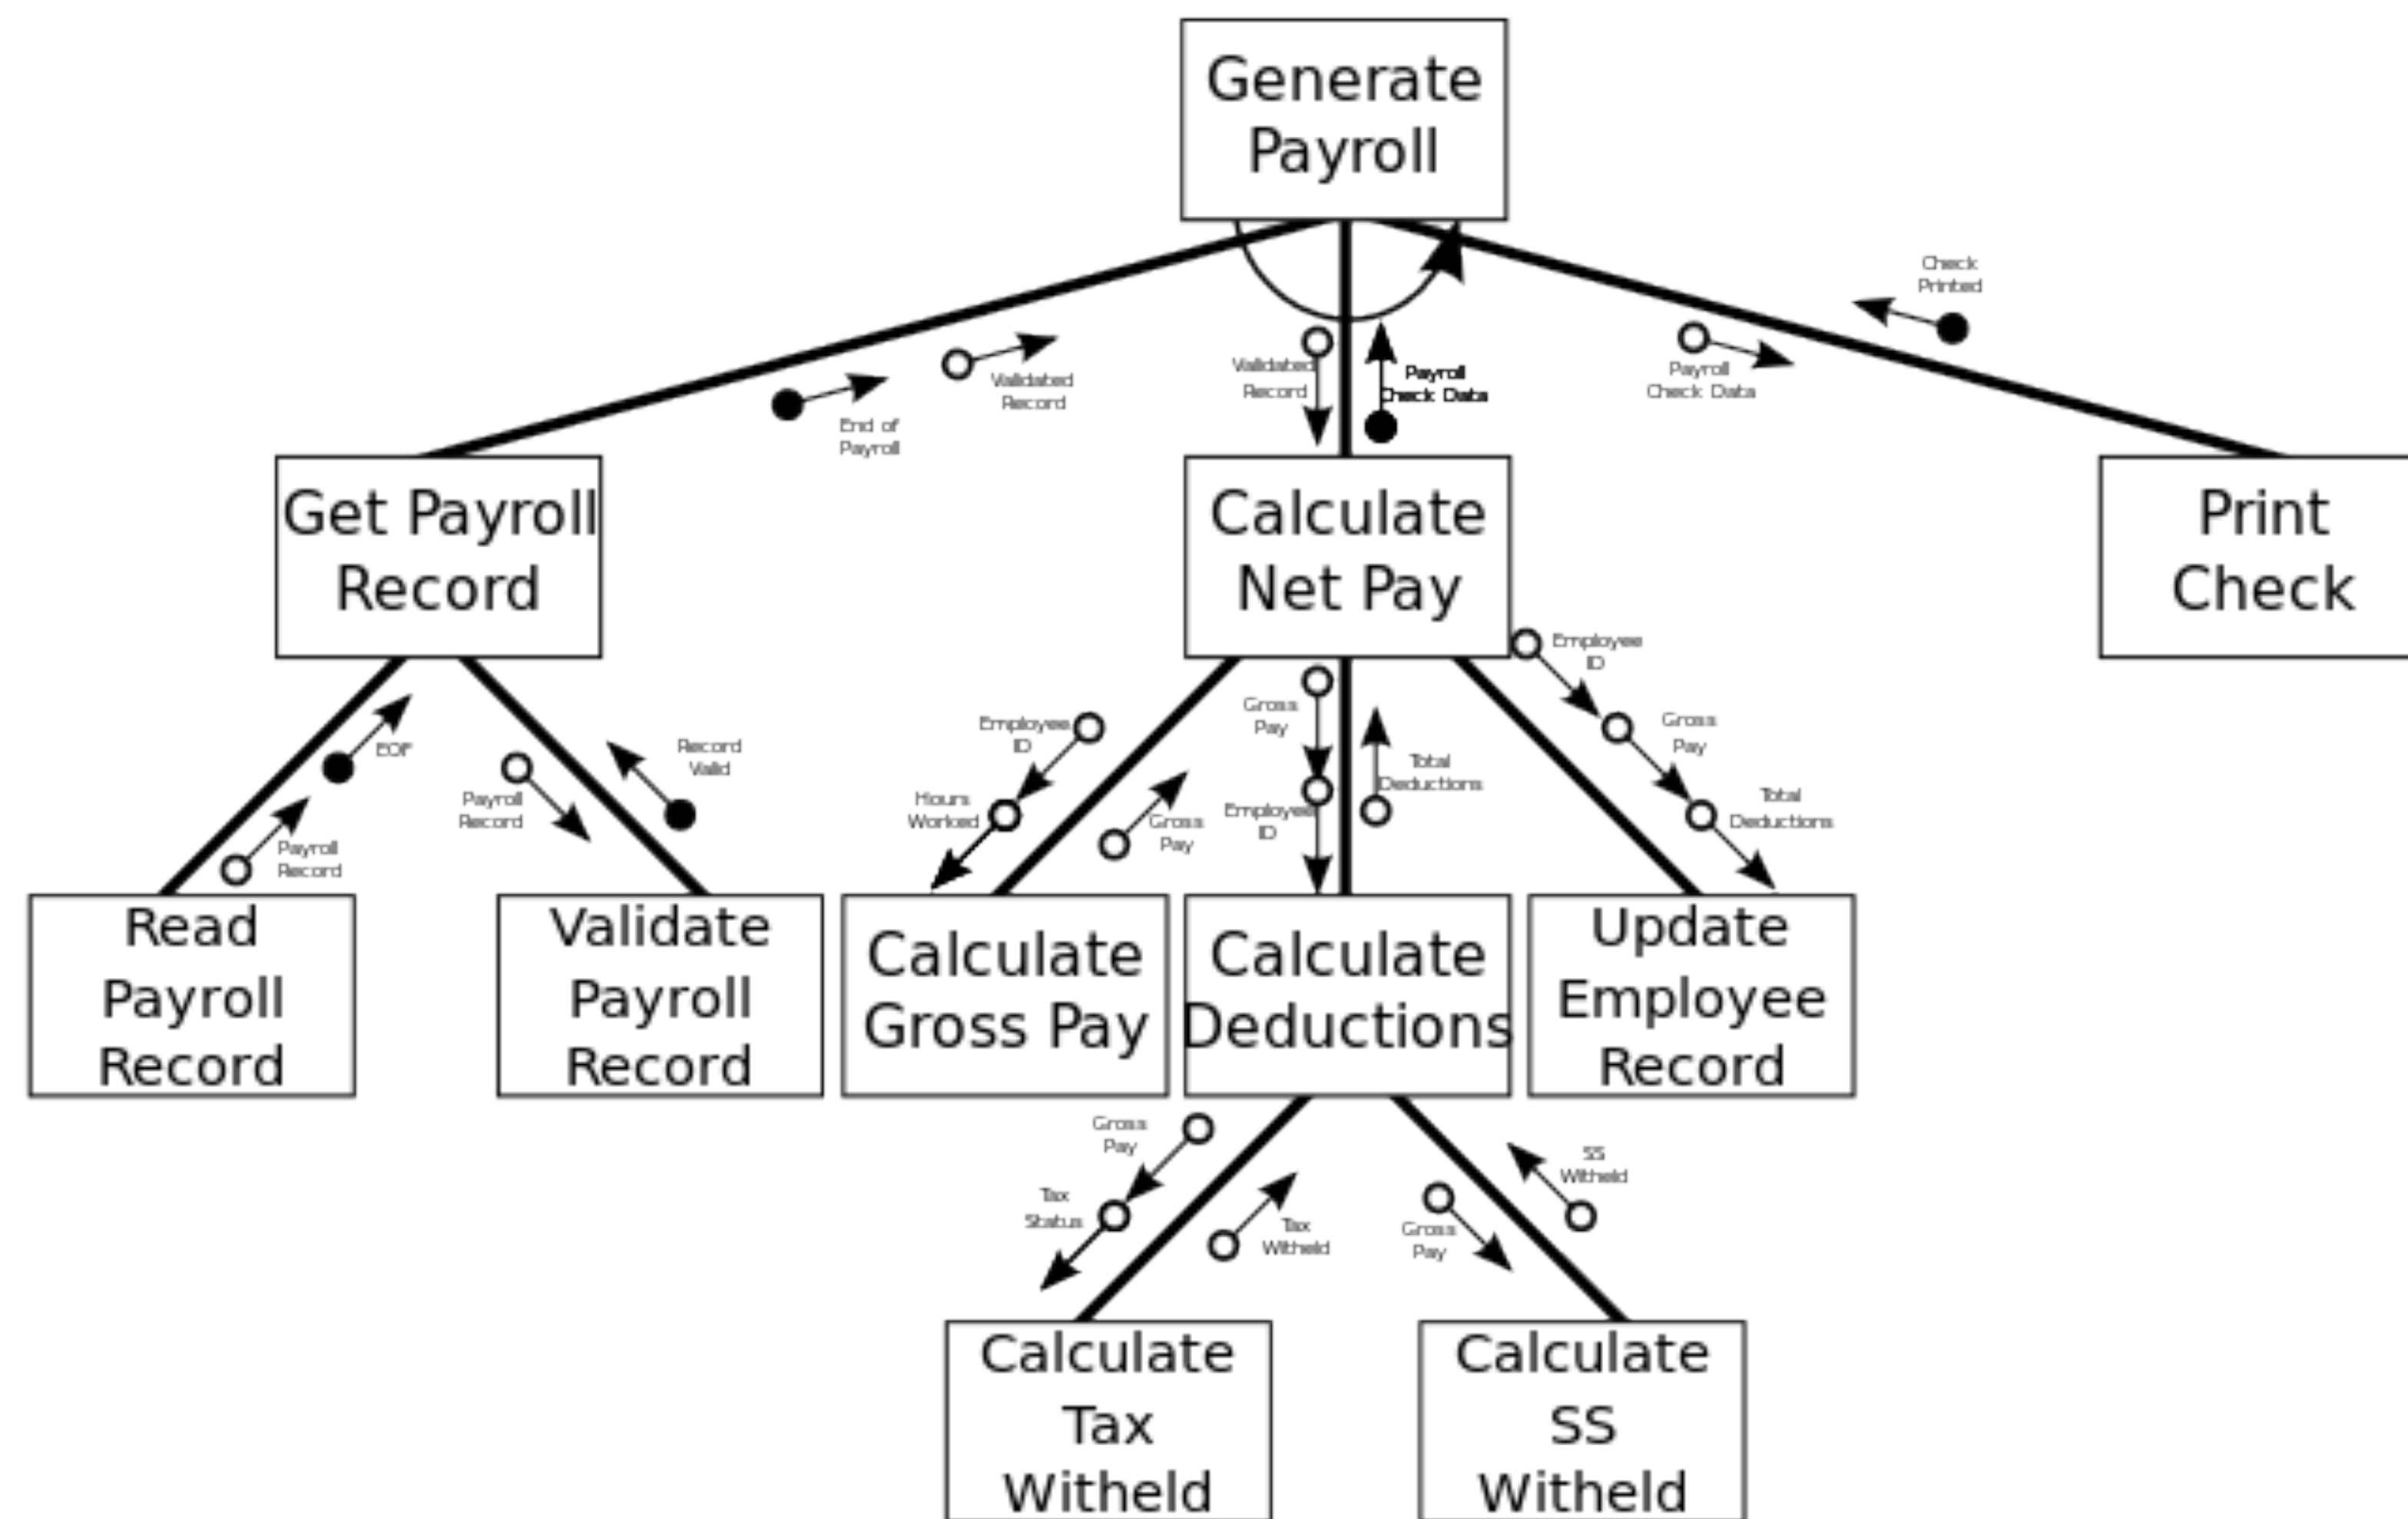 Generate
Payroll
Check
Printed
Validated
Record
End of
Payroll
Validated
Record
Payroll
Check Data
Payroll
Check Data
Get Payroll
Record
Calculate
Net Pay
Print
Check
EOF
Payroll
Record
Payroll
Record
Record
Valid
Employee
ID
Hours
Worked
Gross
Pay
Gross
Pay
Employee
ID
Total
Deductions
Employee
ID
Gross
Pay
Total
Deductions
Read
Payroll
Record
Validate
Payroll
Record
Calculate
Gross Pay
Calculate
Deductions
Update
Employee
Record
Gross
Pay
Tax
Status
Tax
Witheld
Gross
Pay
SS
Witheld
Calculate
Tax
Witheld
Calculate
SS
Witheld